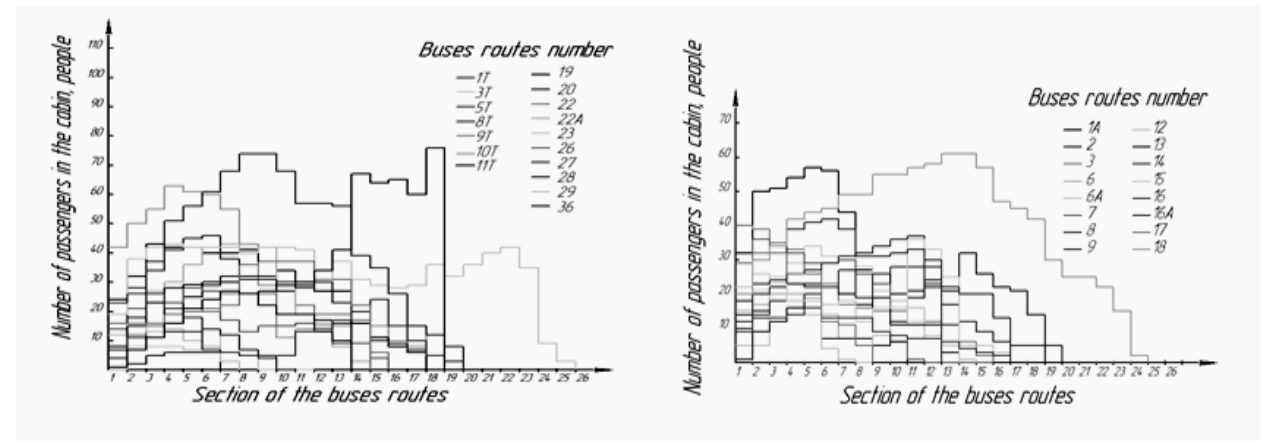 Number of passengers in the cabin, people
110
100
90
80
70
60
50
40
30
20
10
Buses routes number
1T
3T
5T
8T
9T
10T
11T
19
20
22
22A
23
26
27
28
29
36
1 2 3 4 5 6 7 8 9 10 11 12 13 14 15 16 17 18 19 20 21 22 23 24 25 26
Section of the buses routes
Number of passengers in the cabin, people
70
60
50
40
30
20
10
Buses routes number
1A
2
3
6
6A
7
8
9
12
13
14
15
16
16A
17
18
1 2 3 4 5 6 7 8 9 10 11 12 13 14 15 16 17 18 19 20 21 22 23 24 25 26
Section of the buses routes